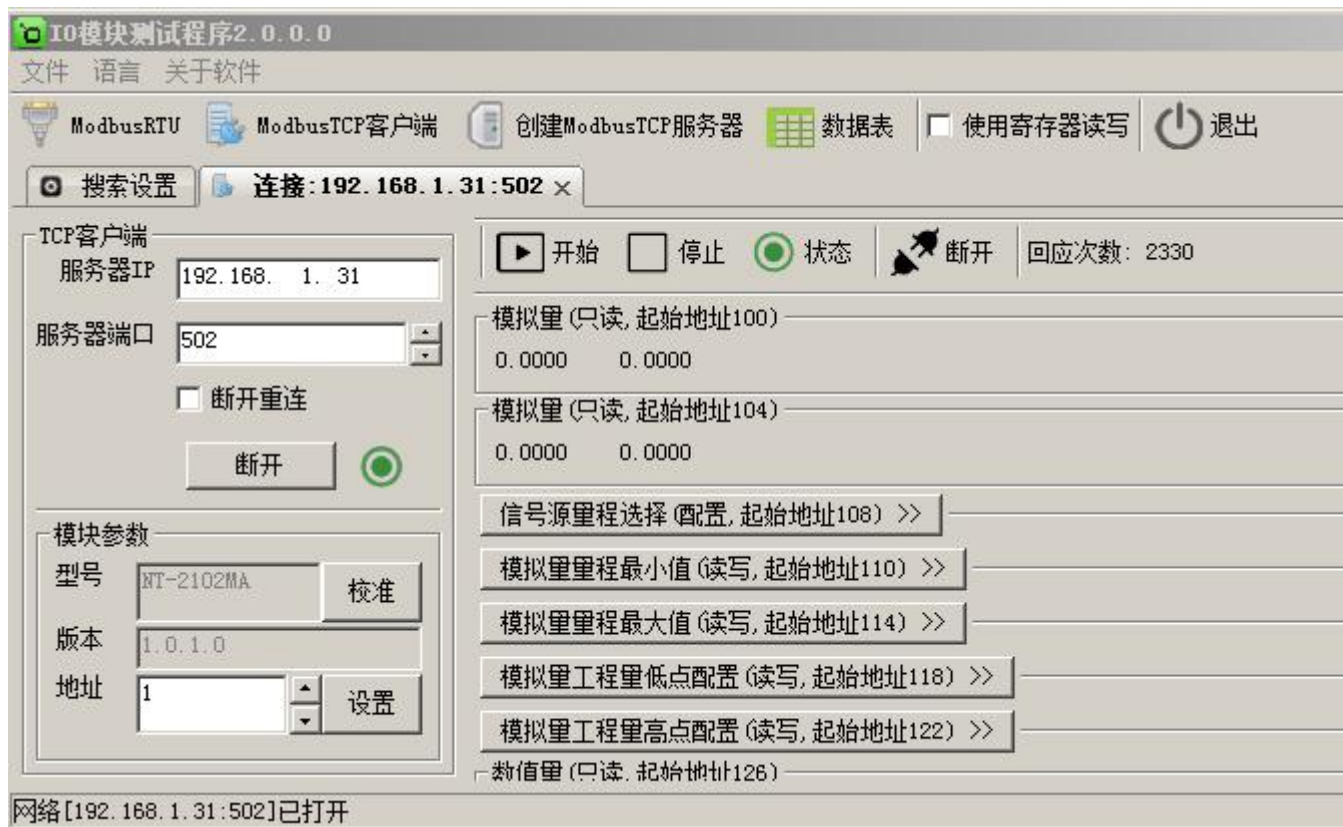 IO模块测试程序2.0.0.0
文件 语言 关于软件
ModbusRTU ModbusTCP客户端 创建ModbusTCP服务器 数据表 使用寄存器读写 退出
搜索设置 连接:192.168.1.31:502 ×
TCP客户端
服务器IP 192.168. 1. 31
服务器端口 502
断开重连
断开
模块参数
型号 NT-2102MA 校准
版本 1.0.1.0
地址 1 设置
开始 停止 状态 断开 回应次数: 2330
模拟量(只读,起始地址100)
0.0000 0.0000
模拟量(只读,起始地址104)
0.0000 0.0000
信号源量程选择(配置,起始地址108) >>
模拟量量程最小值(读写,起始地址110) >>
模拟量量程最大值(读写,起始地址114) >>
模拟量工程量低点配置(读写,起始地址118) >>
模拟量工程量高点配置(读写,起始地址122) >>
数值量(只读,起始地址126)
网络[192.168.1.31:502]已打开